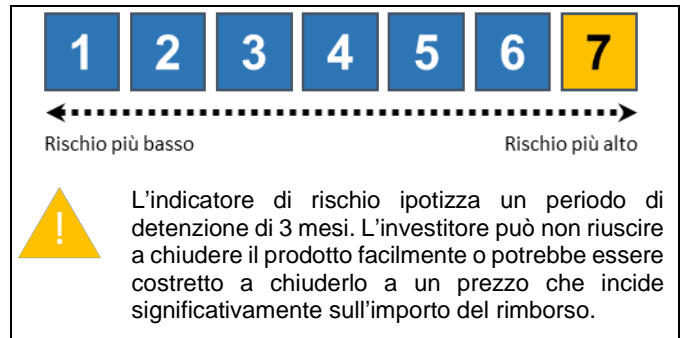 1 2 3 4 5 6 7
Rischio più basso Rischio più alto
!
L’indicatore di rischio ipotizza un periodo di
detenzione di 3 mesi. L’investitore può non riuscire
a chiudere il prodotto facilmente o potrebbe essere
costretto a chiuderlo a un prezzo che incide
significativamente sull’importo del rimborso.